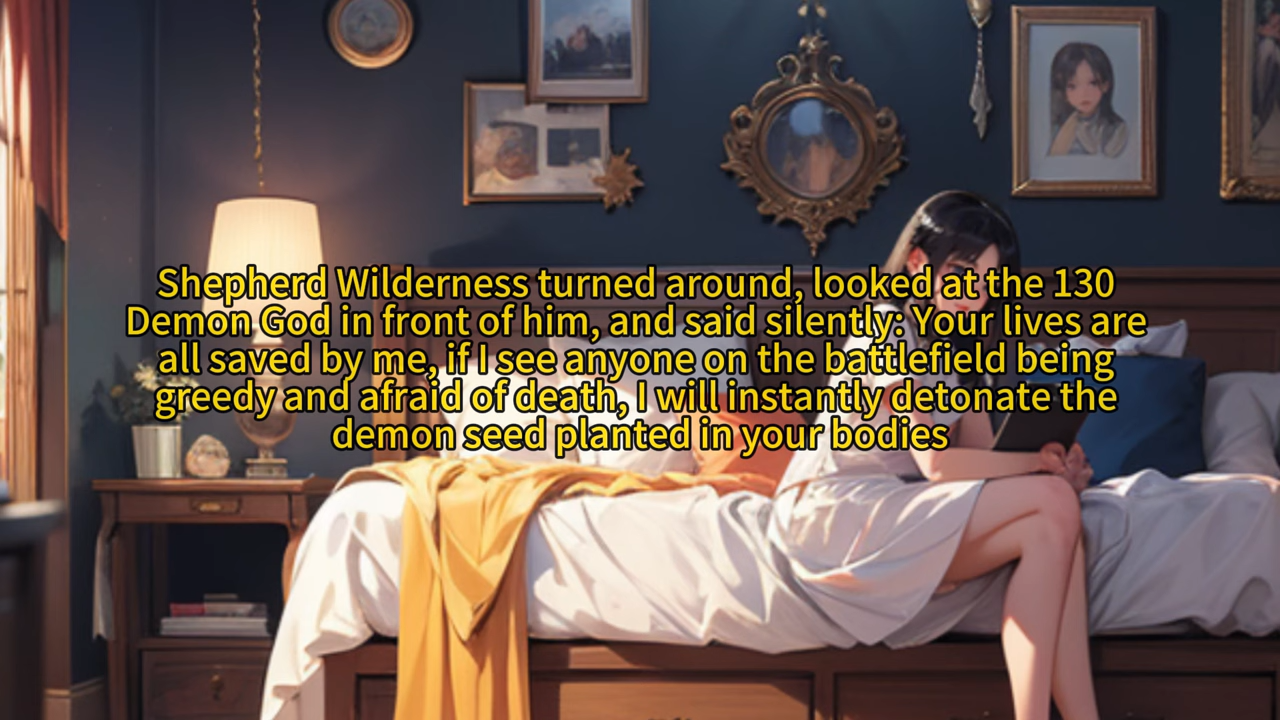 Shepherd Wilderness turned around, looked at the 130
Demon God in front of him, and said silently: Your lives are
all saved by me, if I see anyone on the battlefield being
greedy and afraid of death, I will instantly detonate the
demon seed planted in your bodies